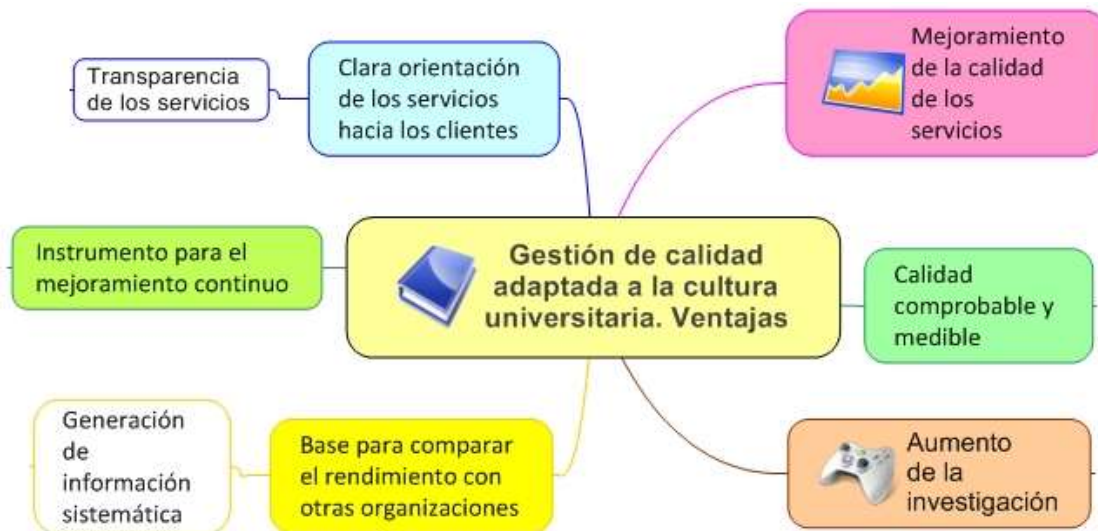 Transparencia
de los servicios
Clara orientación
de los servicios
hacia los clientes
Mejoramiento
de la calidad
de los
servicios
Instrumento para el
mejoramiento continuo
Gestión de calidad
adaptada a la cultura
universitaria. Ventajas
Calidad
comprobable y
medible
Generación
de
información
sistemática
Base para comparar
el rendimiento con
otras organizaciones
Aumento
de la
investigación